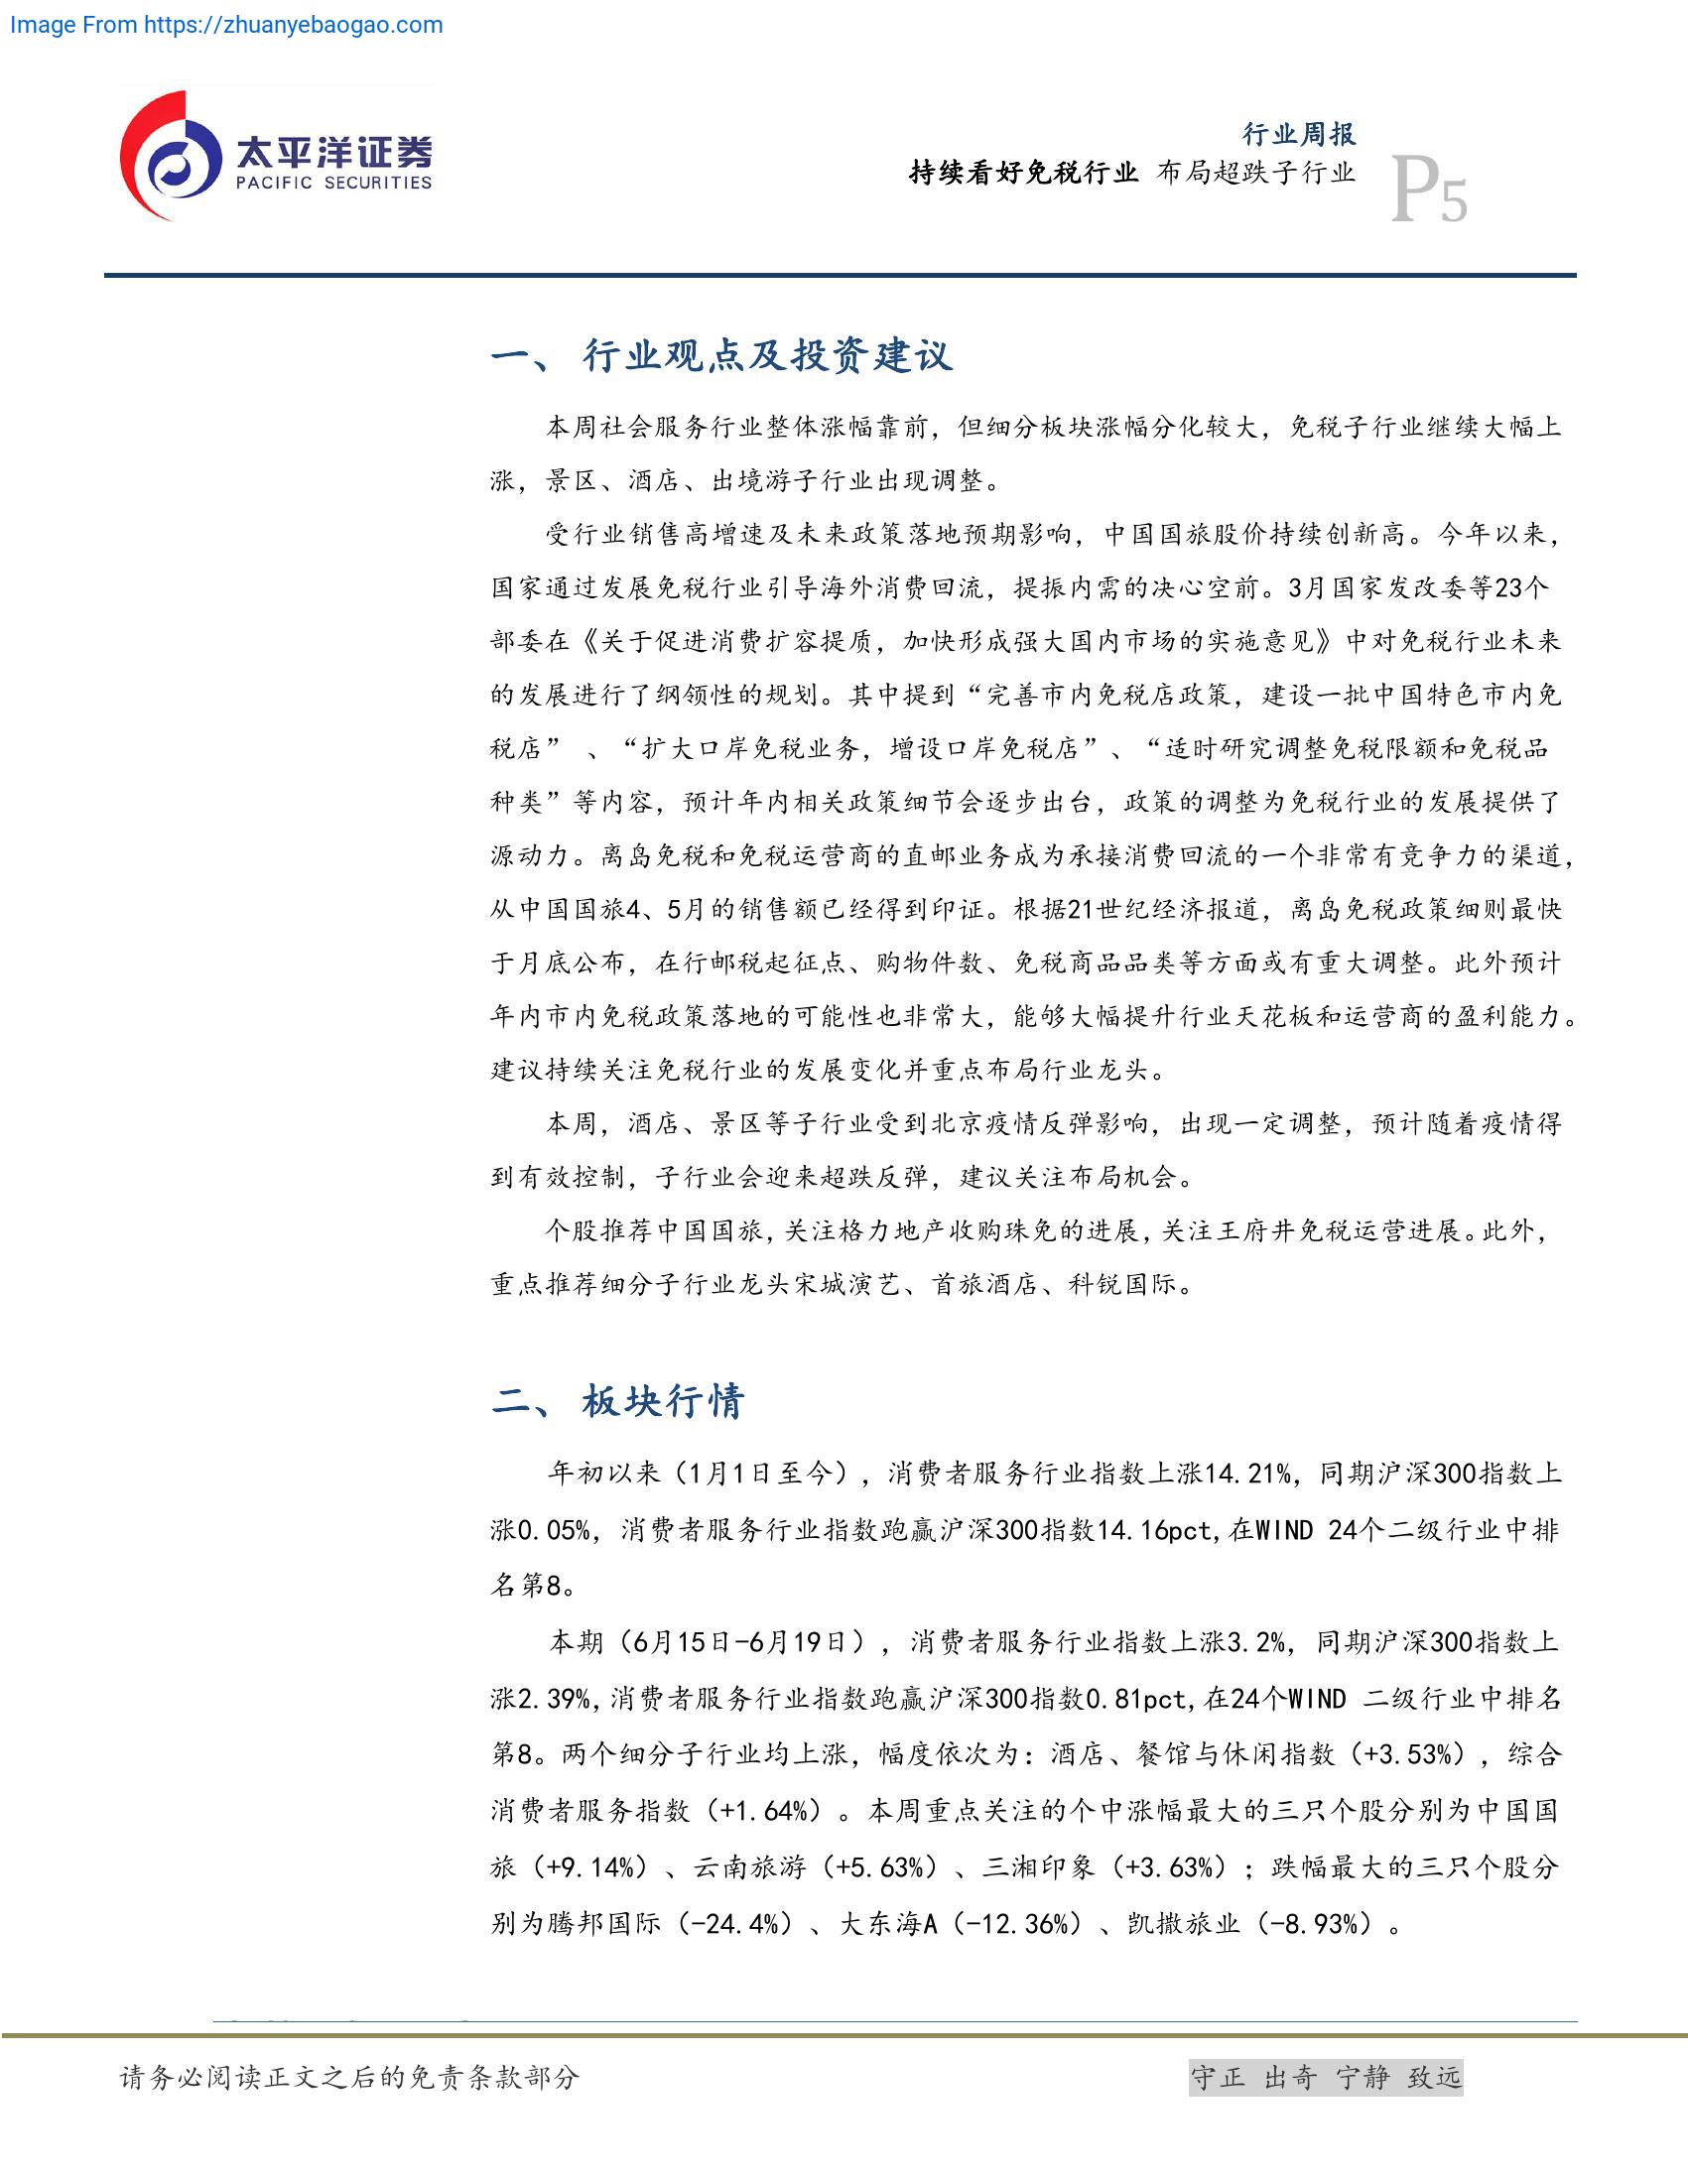 Image From https://zhuanyebaogao.com
太平洋证券
PACIFIC SECURITIES
行业周报
持续看好免税行业 布局超跌子行业
P5
一、 行业观点及投资建议
本周社会服务行业整体涨幅靠前，但细分板块涨幅分化较大，免税子行业继续大幅上
涨，景区、酒店、出境游子行业出现调整。
受行业销售高增速及未来政策落地预期影响，中国国旅股价持续创新高。今年以来，
国家通过发展免税行业引导海外消费回流，提振内需的决心空前。3月国家发改委等23个
部委在《关于促进消费扩容提质，加快形成强大国内市场的实施意见》中对免税行业未来
的发展进行了纲领性的规划。其中提到“完善市内免税店政策，建设一批中国特色市内免
税店” 、“扩大口岸免税业务，增设口岸免税店”、“适时研究调整免税限额和免税品
种类”等内容，预计年内相关政策细节会逐步出台，政策的调整为免税行业的发展提供了
源动力。离岛免税和免税运营商的直邮业务成为承接消费回流的一个非常有竞争力的渠道，
从中国国旅4、5月的销售额已经得到印证。根据21世纪经济报道，离岛免税政策细则最快
于月底公布，在行邮税起征点、购物件数、免税商品品类等方面或有重大调整。此外预计
年内市内免税政策落地的可能性也非常大，能够大幅提升行业天花板和运营商的盈利能力。
建议持续关注免税行业的发展变化并重点布局行业龙头。
本周，酒店、景区等子行业受到北京疫情反弹影响，出现一定调整，预计随着疫情得
到有效控制，子行业会迎来超跌反弹，建议关注布局机会。
个股推荐中国国旅，关注格力地产收购珠免的进展，关注王府井免税运营进展。此外，
重点推荐细分子行业龙头宋城演艺、首旅酒店、科锐国际。
二、 板块行情
年初以来（1月1日至今），消费者服务行业指数上涨14.21%，同期沪深300指数上
涨0.05%，消费者服务行业指数跑赢沪深300指数14.16pct,在WIND 24个二级行业中排
名第8。
本期（6月15日-6月19日），消费者服务行业指数上涨3.2%，同期沪深300指数上
涨2.39%,消费者服务行业指数跑赢沪深300指数0.81pct,在24个WIND 二级行业中排名
第8。两个细分子行业均上涨，幅度依次为：酒店、餐馆与休闲指数（+3.53%），综合
消费者服务指数（+1.64%）。本周重点关注的个中涨幅最大的三只个股分别为中国国
旅（+9.14%）、云南旅游（+5.63%）、三湘印象（+3.63%）；跌幅最大的三只个股分
别为腾邦国际（-24.4%）、大东海A（-12.36%）、凯撒旅业（-8.93%）。
请务必阅读正文之后的免责条款部分
守正 出奇 宁静 致远